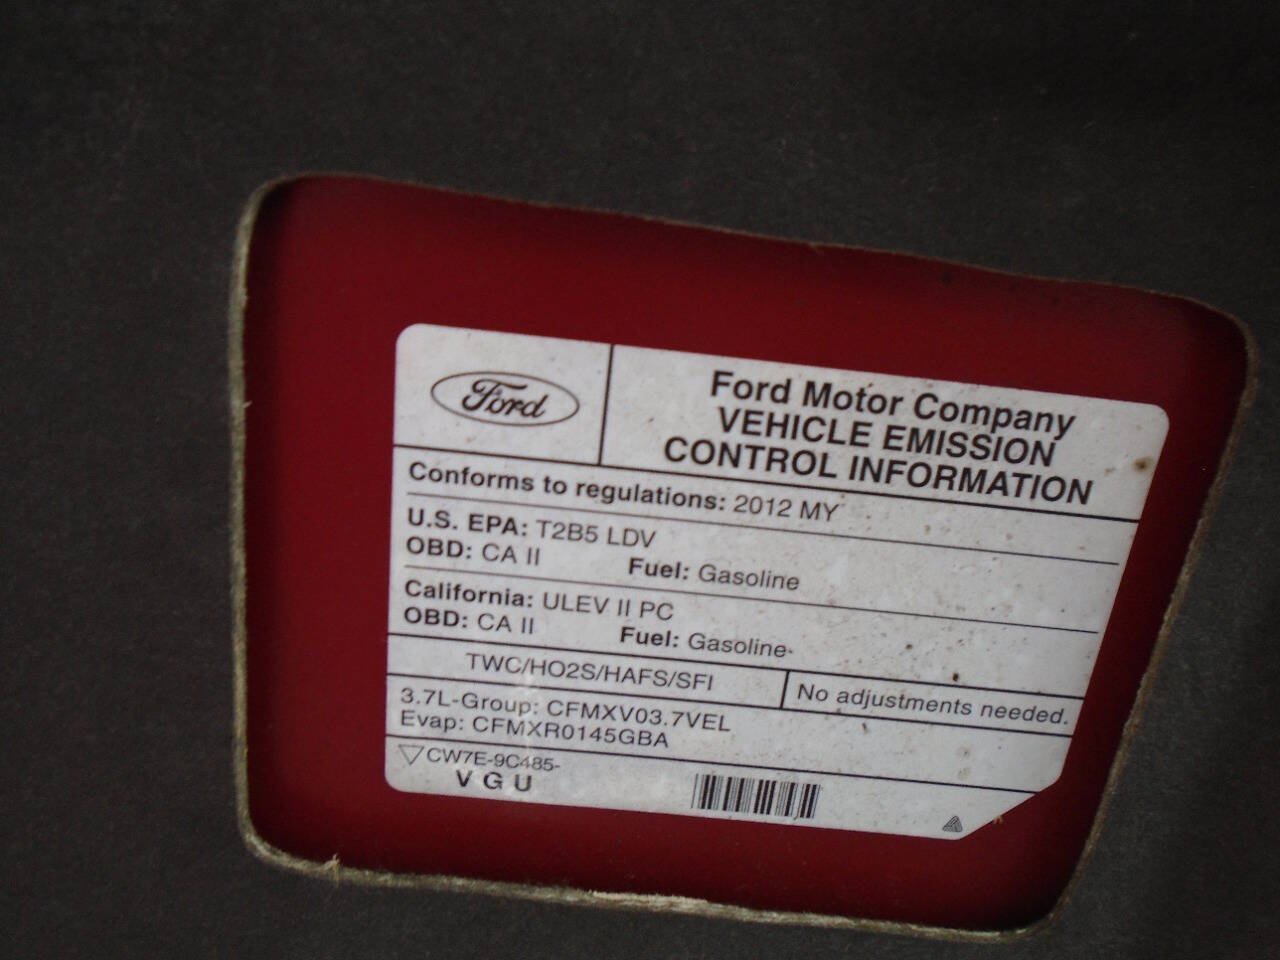 Ford
Ford Motor Company
VEHICLE EMISSION
CONTROL INFORMATION
Conforms to regulations: 2012 MY
U.S. EPA: T2B5 LDV
OBD: CA II Fuel: Gasoline
California: ULEV II PC
OBD: CA II Fuel: Gasoline
TWC/HO2S/HAFS/SFI
No adjustments needed.
3.7L-Group: CFMXV03.7VEL
Evap: CFMXR0145GBA
CW7E-9C485-
V G U